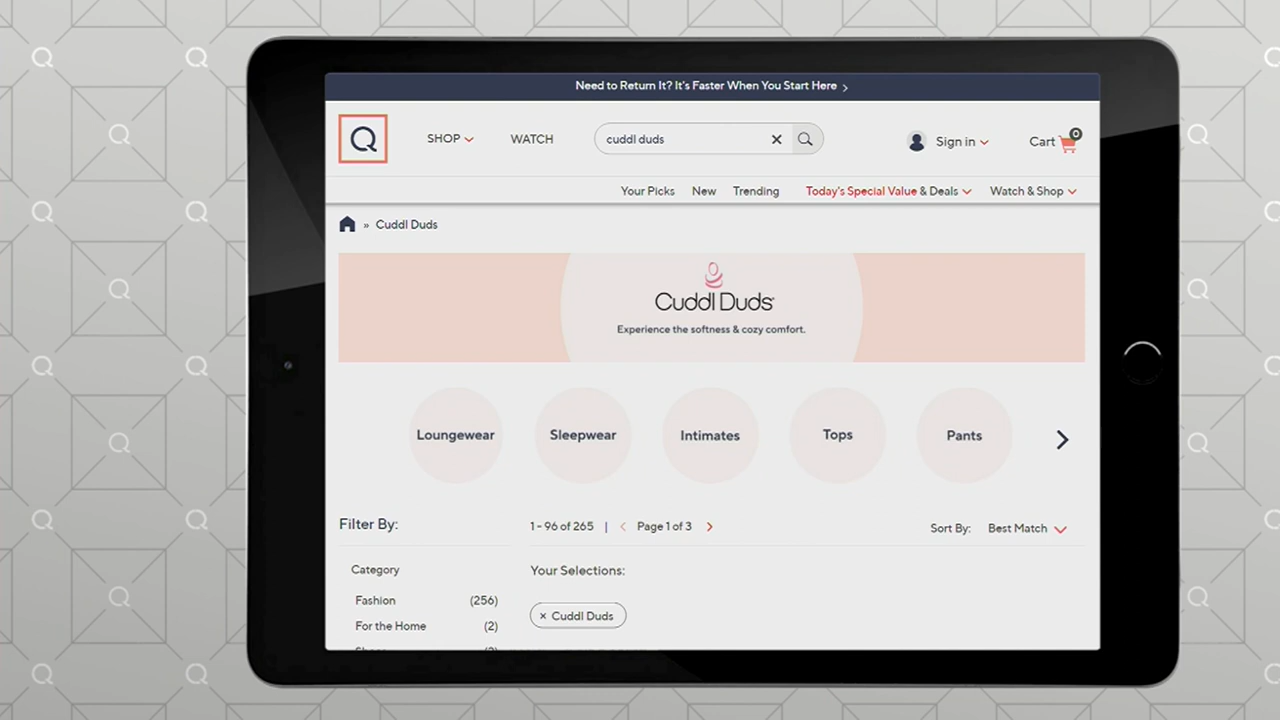 Need to Return It? It's Faster When You Start Here >
Q
SHOP
WATCH
cuddl duds
Sign in
Cart
0
Your Picks
New
Trending
Today's Special Value & Deals
Watch & Shop
» Cuddl Duds
Cuddl Duds
Experience the softness & cozy comfort.
Loungewear
Sleepwear
Intimates
Tops
Pants
Filter By:
1 - 96 of 265 | < Page 1 of 3 >
Sort By: Best Match
Category
Your Selections:
Fashion (256)
× Cuddl Duds
For the Home (2)